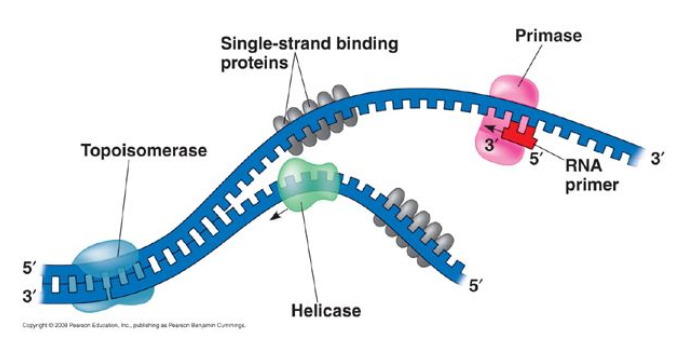 Single-strand binding
proteins
Primase
Topoisomerase
3′
5′
RNA
primer
3′
5′
3′
5′
Helicase
Copyright © 2008 Pearson Education, Inc., publishing as Pearson Benjamin Cummings.